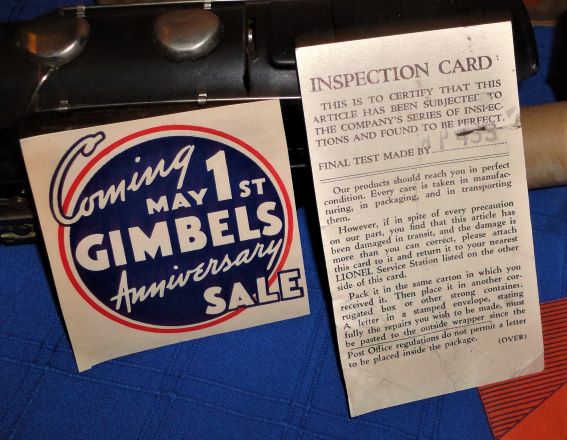 Coming
MAY 1ST
GIMBELS
Anniversary
SALE
INSPECTION CARD
THIS IS TO CERTIFY THAT THIS
ARTICLE HAS BEEN SUBJECTED TO
THE COMPANY'S SERIES OF INSPEC-
TIONS AND FOUND TO BE PERFECT.
FINAL TEST MADE BY
Our products should reach you in perfect
condition. Every care is taken in manufac-
turing, in packaging, and in transporting
them.
However, if in spite of every precaution
on our part, you find that this article has
been damaged in transit, and the damage is
more than you can correct, please attach
this card to it and return it to your nearest
LIONEL Service Station listed on the other
side of this card.
Pack it in the same carton in which you
received it. Then place it in another cor-
rugated box or other strong container.
A letter in a stamped envelope, stating
fully the repairs you wish to be made, must
be pasted to the outside wrapper since the
Post Office regulations do not permit a letter
to be placed inside the package. (OVER)